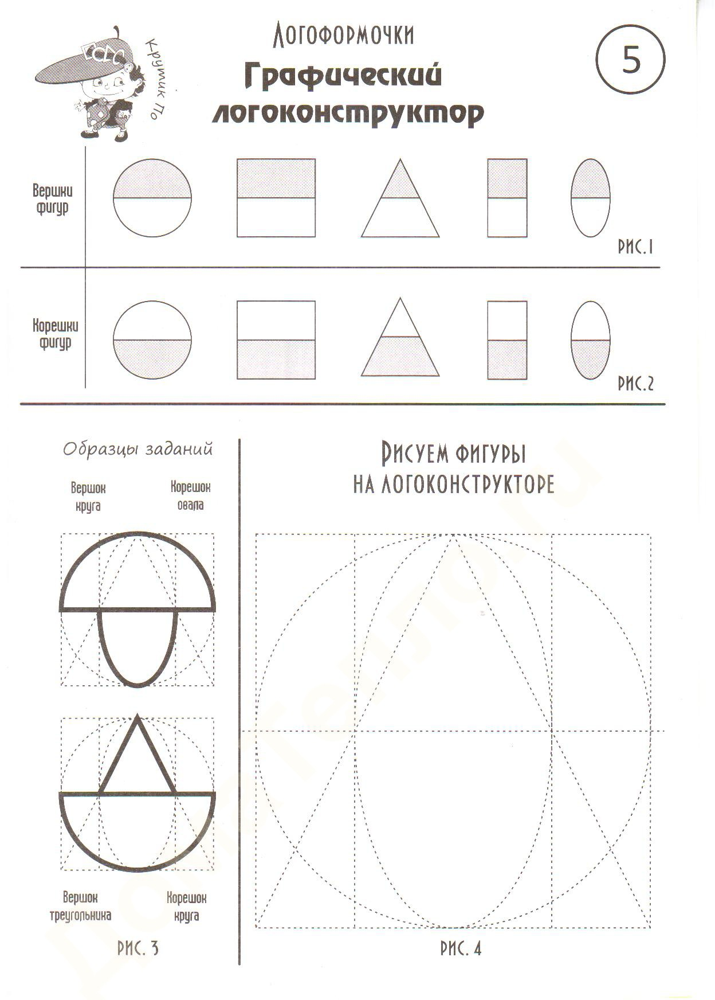 Логоформочки
5
Крутик По
Графический
логоконструктор
Вершки
фигур
РИС.1
Корешки
фигур
РИС.2
Образцы заданий
Вершок
круга
Корешок
овала
Вершок
треугольника
Корешок
круга
РИС. 3
Рисуем фигуры
на логоконструкторе
РИС. 4